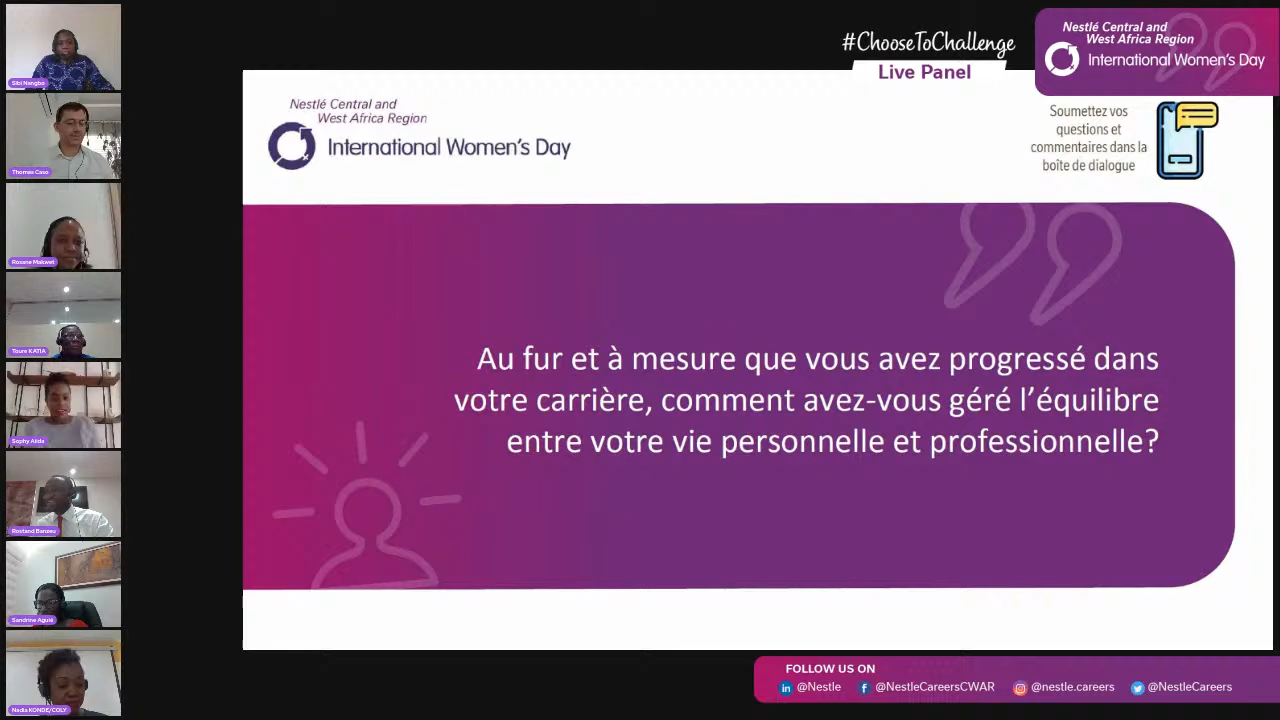 #ChooseToChallenge
Live Panel
Nestlé Central and
West Africa Region
International Women's Day
Nestlé Central and
West Africa Region
International Women's Day
Soumettez vos
questions et
commentaires dans la
boîte de dialogue
Au fur et à mesure que vous avez progressé dans
votre carrière, comment avez-vous géré l'équilibre
entre votre vie personnelle et professionnelle?
Sibi Nangbo
Thomas Caso
Roxane Makwet
Toure KATIA
Sophy Aiida
Rostand Banzeu
Sandrine Aguié
Nadia KONDE/COLY
FOLLOW US ON
@Nestle
@NestleCareersCWAR
@nestle.careers
@NestleCareers